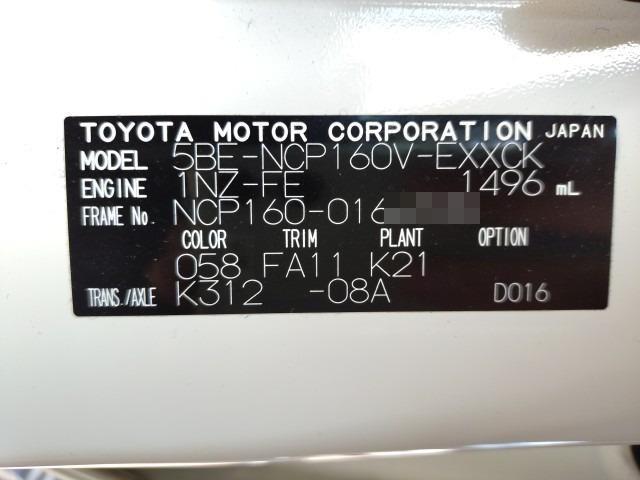 TOYOTA MOTOR CORPORATION JAPAN
MODEL 5BE-NCP160V-EXXCK
ENGINE 1NZ-FE 1496 mL
FRAME No. NCP160-016
COLOR TRIM PLANT OPTION
058 FA11 K21
TRANS./AXLE K312 -08A D016